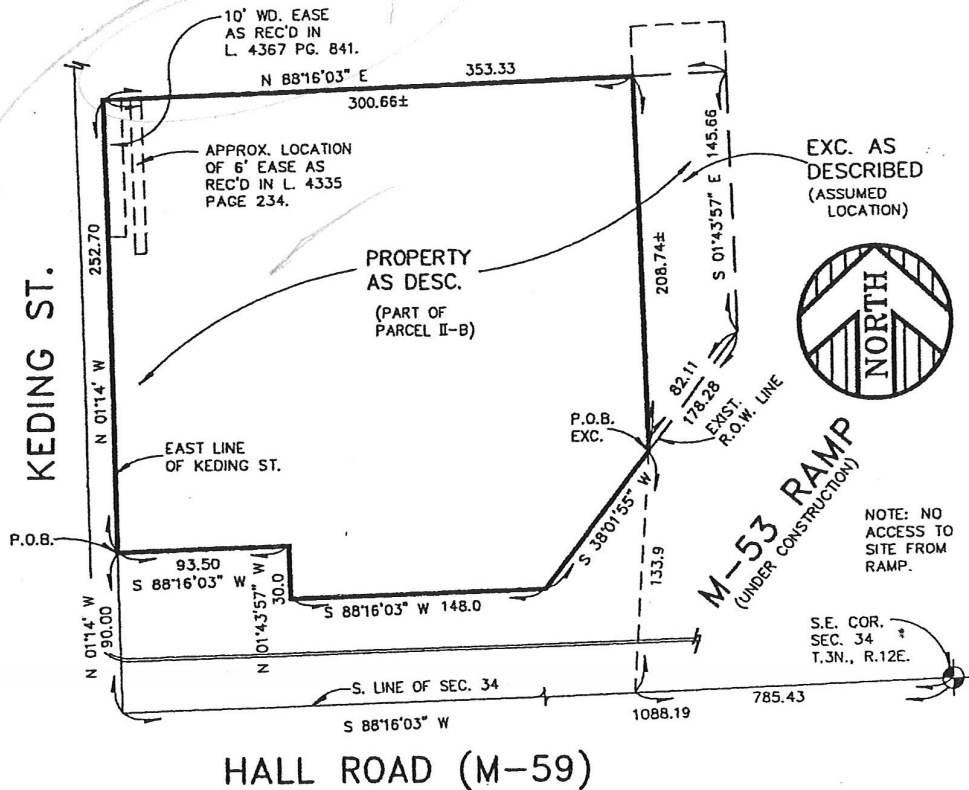 10' WD. EASE
AS REC'D IN
L. 4367 PG. 841.
N 88°16'03" E
353.33
300.66±
APPROX. LOCATION
OF 6' EASE AS
REC'D IN L. 4335
PAGE 234.
S 01°43'57" E 145.66
EXC. AS
DESCRIBED
(ASSUMED
LOCATION)
252.70
208.74±
PROPERTY
AS DESC.
(PART OF
PARCEL II-B)
NORTH
KEDING ST.
N 01°14' W
82.11
178.28
EXIST.
R.O.W. LINE
P.O.B.
EXC.
EAST LINE
OF KEDING ST.
M-53 RAMP
(UNDER CONSTRUCTION)
NOTE: NO
ACCESS TO
SITE FROM
RAMP.
S 38°01'55" W
P.O.B.
93.50
S 88°16'03" W
N 01°43'57" W
30.0
133.9
S 88°16'03" W 148.0
N 01°14' W
90.00
S.E. COR.
SEC. 34
T.3N., R.12E.
S. LINE OF SEC. 34
785.43
S 88°16'03" W
1088.19
HALL ROAD (M-59)